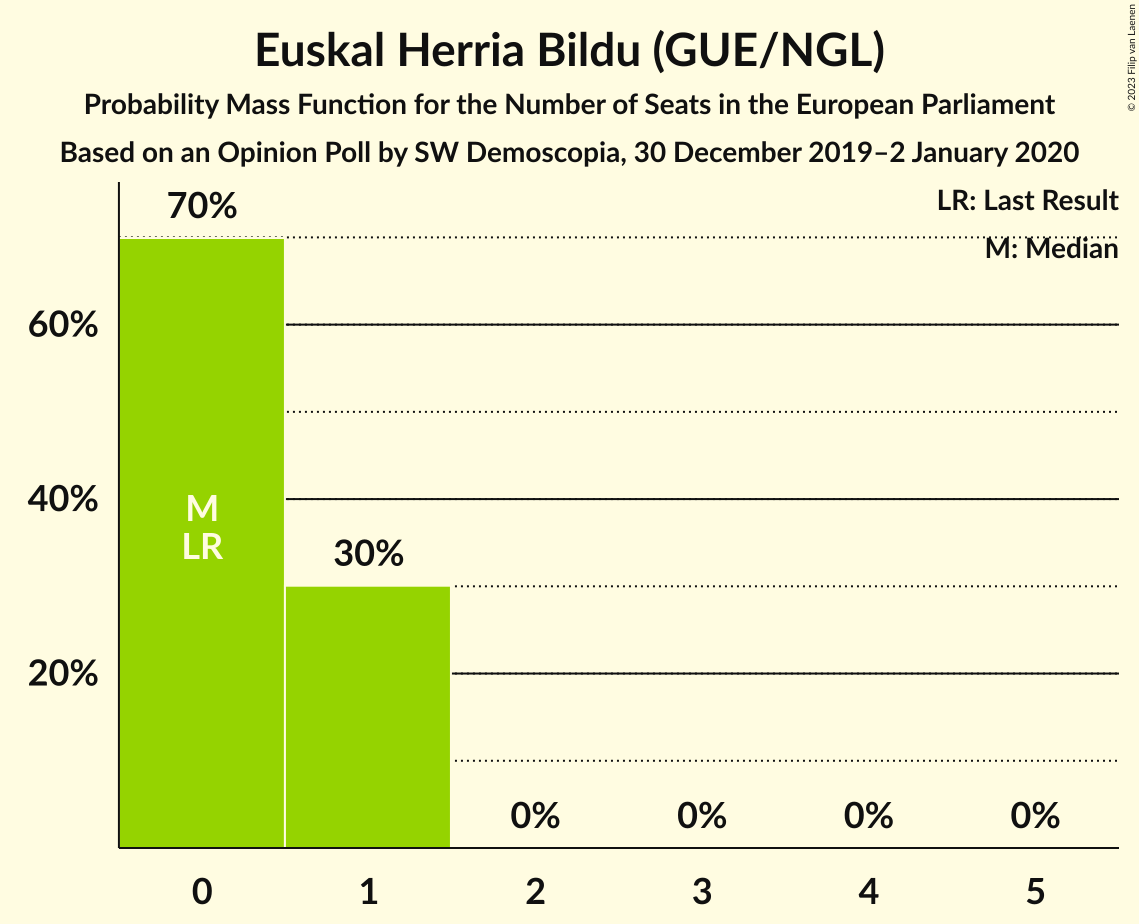 Euskal Herria Bildu (GUE/NGL)
Probability Mass Function for the Number of Seats in the European Parliament
Based on an Opinion Poll by SW Demoscopia, 30 December 2019–2 January 2020
© 2023 Filip van Laenen
LR: Last Result
M: Median
70%
60%
40%
20%
M
LR
30%
0% 0% 0% 0%
0 1 2 3 4 5